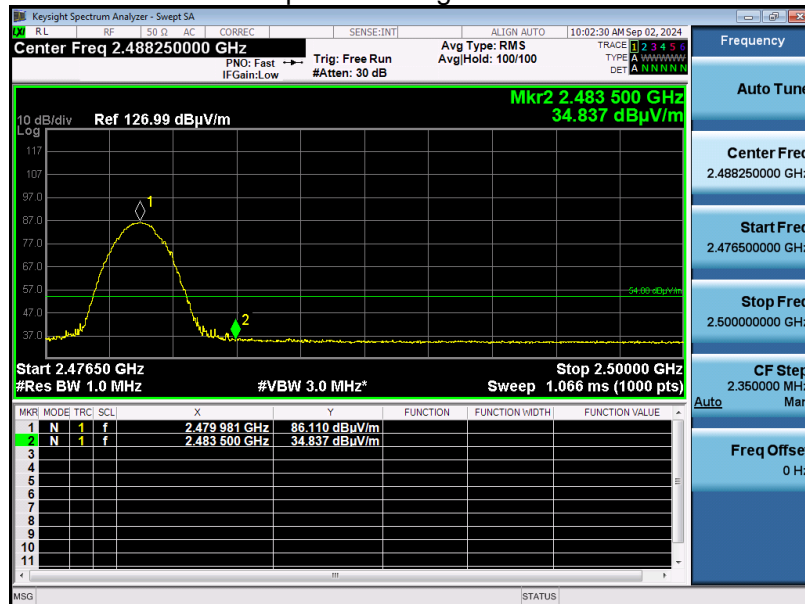 Keysight Spectrum Analyzer - Swept SA
LXI RL RF 50 Ω AC CORREC SENSE:INT ALIGN AUTO 10:02:30 AM Sep 02, 2024
Center Freq 2.488250000 GHz
PNO: Fast
IFGain:Low
Trig: Free Run
#Atten: 30 dB
Avg Type: RMS
Avg|Hold: 100/100
TRACE 1 2 3 4 5 6
TYPE A WWWWW
DET A N N N N N
Mkr2 2.483 500 GHz
34.837 dBµV/m
10 dB/div Ref 126.99 dBµV/m
Log
117
107
97.0
87.0
77.0
67.0
57.0
47.0
37.0
1
2
54.00 dBµV/m
Start 2.47650 GHz Stop 2.50000 GHz
#Res BW 1.0 MHz #VBW 3.0 MHz* Sweep 1.066 ms (1000 pts)
MKR MODE TRC SCL X Y FUNCTION FUNCTION WIDTH FUNCTION VALUE
1 N 1 f 2.479 981 GHz 86.110 dBµV/m
2 N 1 f 2.483 500 GHz 34.837 dBµV/m
3
4
5
6
7
8
9
10
11
MSG STATUS
Frequency
Auto Tune
Center Freq
2.488250000 GHz
Start Freq
2.476500000 GHz
Stop Freq
2.500000000 GHz
CF Step
2.350000 MHz
Auto Man
Freq Offset
0 Hz